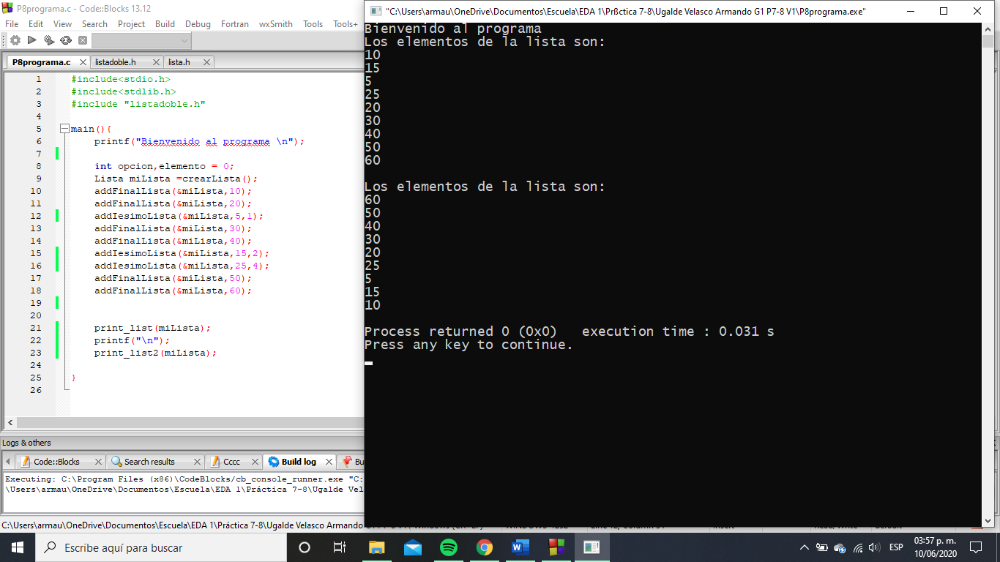 P8programa.c - Code::Blocks 13.12
File Edit View Search Project Build Debug Fortran wxSmith Tools Tools+
P8programa.c listadoble.h lista.h
1 #include<stdio.h>
2 #include<stdlib.h>
3 #include "listadoble.h"
4
5 main(){
6 printf("Bienvenido al programa \n");
7
8 int opcion,elemento = 0;
9 Lista miLista =crearLista();
10 addFinalLista(&miLista,10);
11 addFinalLista(&miLista,20);
12 addIesimoLista(&miLista,5,1);
13 addFinalLista(&miLista,30);
14 addFinalLista(&miLista,40);
15 addIesimoLista(&miLista,15,2);
16 addIesimoLista(&miLista,25,4);
17 addFinalLista(&miLista,50);
18 addFinalLista(&miLista,60);
19
20
21 print_list(miLista);
22 printf("\n");
23 print_list2(miLista);
24
25 }
26
Logs & others
Code::Blocks Search results Cccc Build log Bu
Executing: C:\Program Files (x86)\CodeBlocks/cb_console_runner.exe "C:
\Users\armau\OneDrive\Documentos\Escuela\EDA 1\Práctica 7-8\Ugalde Vel
C:\Users\armau\OneDrive\Documentos\Escuela\EDA 1\Práctica 7-8\Ugalde Velasco Armando
"C:\Users\armau\OneDrive\Documentos\Escuela\EDA 1\Prßctica 7-8\Ugalde Velasco Armando G1 P7-8 V1\P8programa.exe"
Bienvenido al programa
Los elementos de la lista son:
10
15
5
25
20
30
40
50
60
Los elementos de la lista son:
60
50
40
30
20
25
5
15
10
Process returned 0 (0x0) execution time : 0.031 s
Press any key to continue.
Escribe aquí para buscar
ESP
03:57 p. m.
10/06/2020